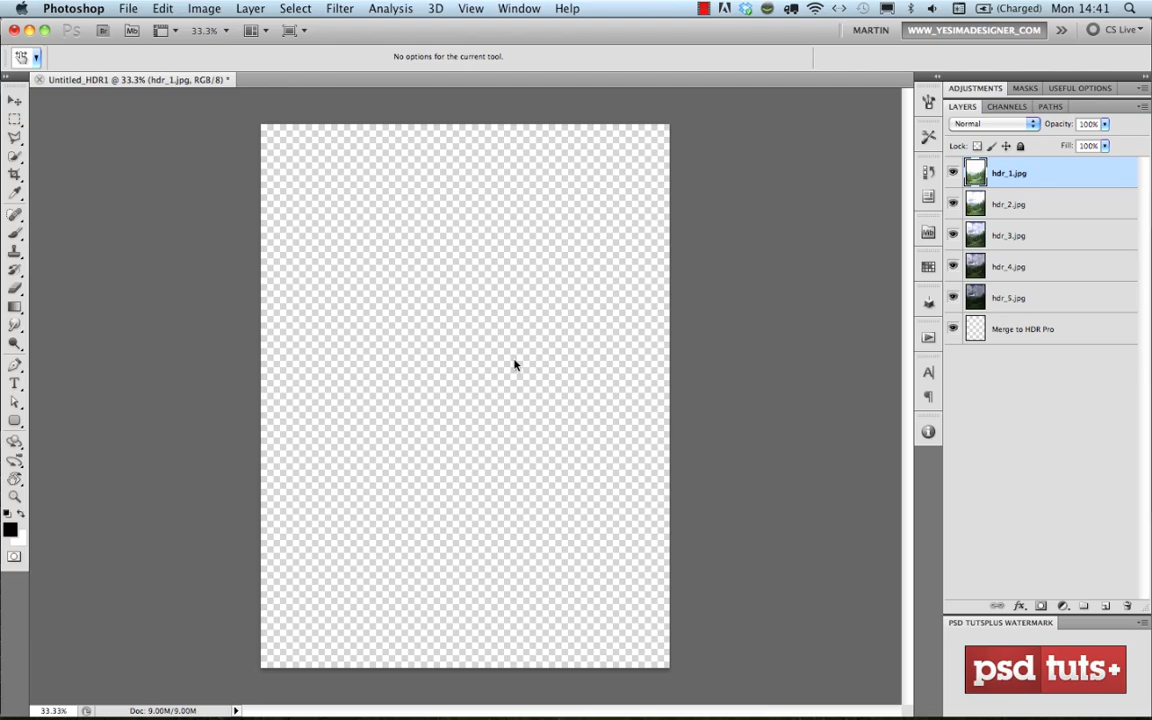 Photoshop File Edit Image Layer Select Filter Analysis 3D View Window Help (Charged) Mon 14:41
Ps Br Mb 33.3% MARTIN WWW_YESIMADESIGNER_COM CS Live
No options for the current tool.
Untitled_HDR1 @ 33.3% (hdr_1.jpg, RGB/8) *
ADJUSTMENTS MASKS USEFUL OPTIONS
LAYERS CHANNELS PATHS
Normal Opacity: 100%
Lock: Fill: 100%
hdr_1.jpg
hdr_2.jpg
hdr_3.jpg
hdr_4.jpg
hdr_5.jpg
Merge to HDR Pro
PSD TUTSPLUS WATERMARK
psd tuts+
33.33% Doc: 9.00M/9.00M